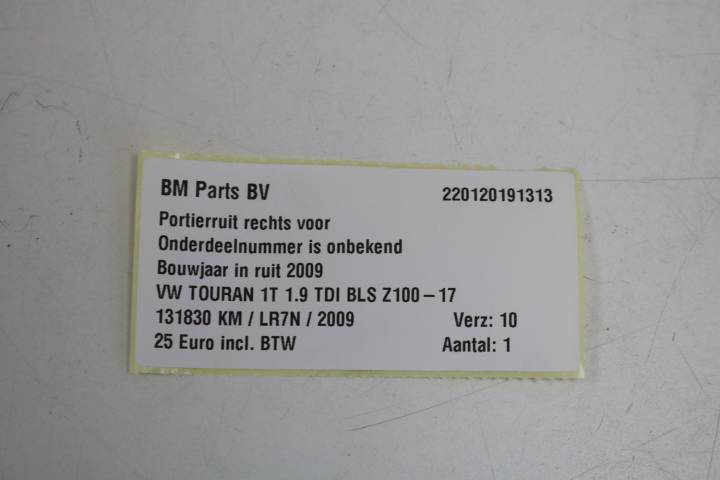 BM Parts BV 220120191313
Portierruit rechts voor
Onderdeelnummer is onbekend
Bouwjaar in ruit 2009
VW TOURAN 1T 1.9 TDI BLS Z100 – 17
131830 KM / LR7N / 2009 Verz: 10
25 Euro incl. BTW Aantal: 1